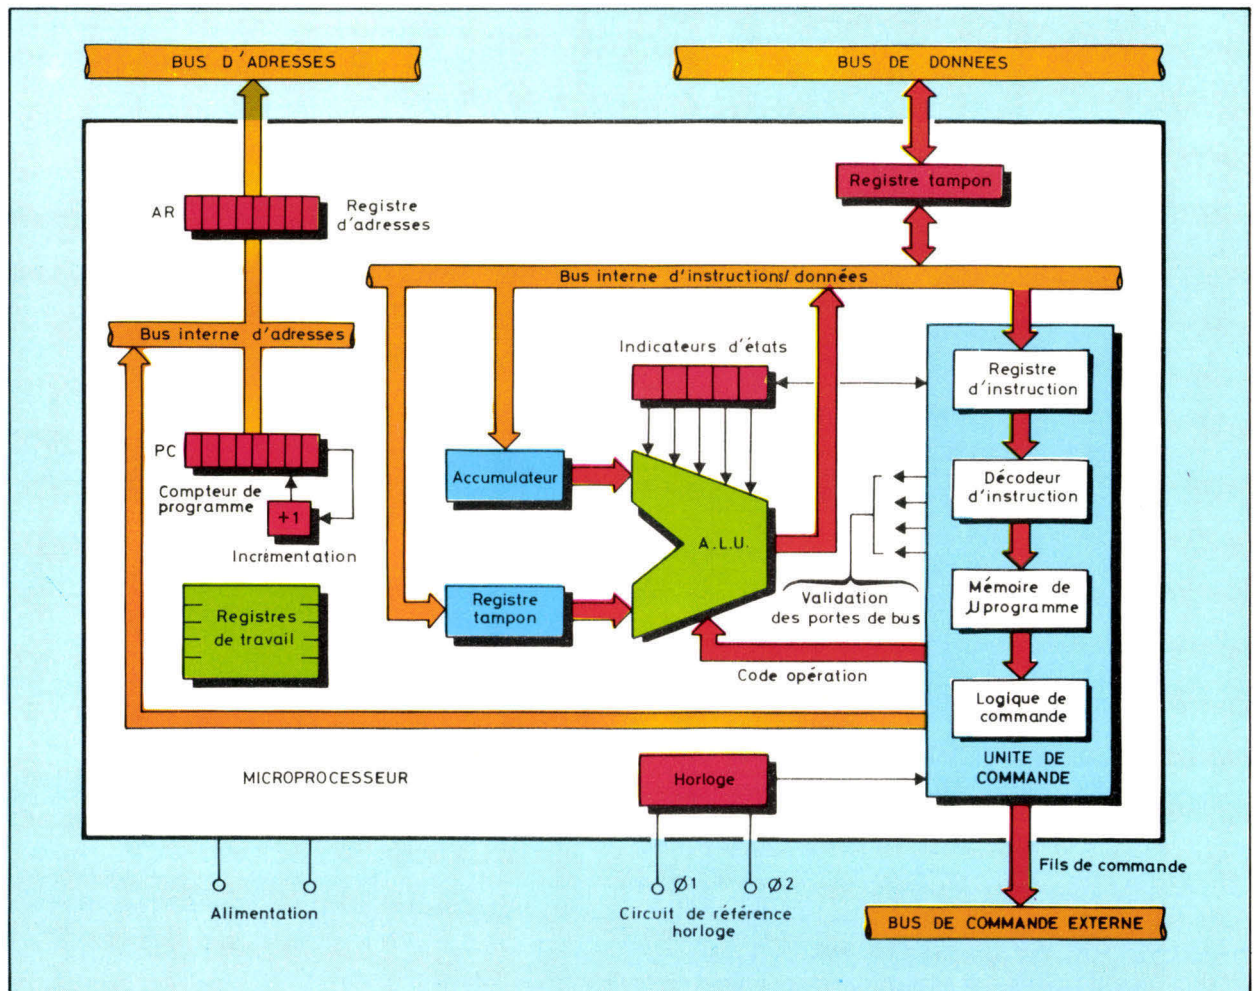 BUS D'ADRESSES
BUS DE DONNEES
Registre tampon
AR
Registre
d'adresses
Bus interne d'instructions/données
Bus interne d'adresses
Indicateurs d'états
Registre
d'instruction
PC
Compteur de
programme
+1
Incrémentation
Accumulateur
A.L.U.
Décodeur
d'instruction
Registres
de travail
Registre
tampon
Validation
des portes de bus
Mémoire de
µprogramme
Code opération
Logique de
commande
UNITE DE
COMMANDE
MICROPROCESSEUR
Horloge
Fils de commande
Alimentation
Ø1
Ø2
Circuit de référence
horloge
BUS DE COMMANDE EXTERNE